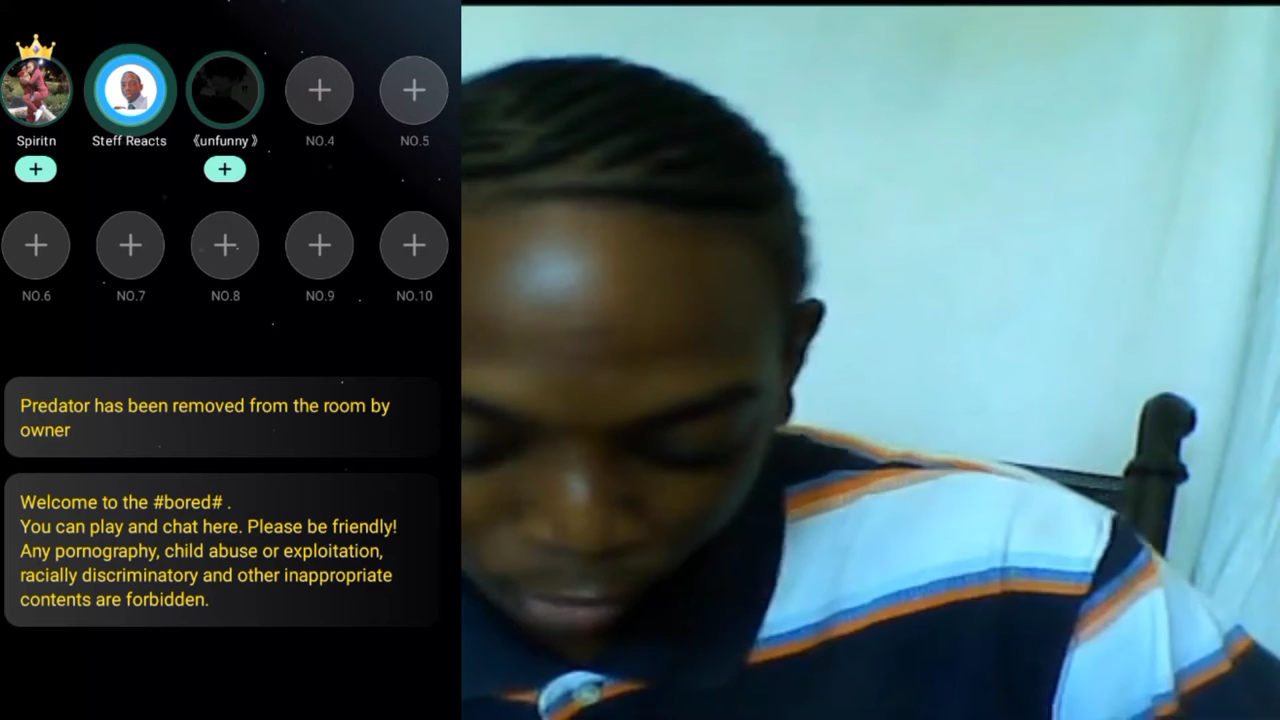 Spiritn
Steff Reacts
《unfunny 》
NO.4
NO.5
NO.6
NO.7
NO.8
NO.9
NO.10
Predator has been removed from the room by
owner
Welcome to the #bored# .
You can play and chat here. Please be friendly!
Any pornography, child abuse or exploitation,
racially discriminatory and other inappropriate
contents are forbidden.